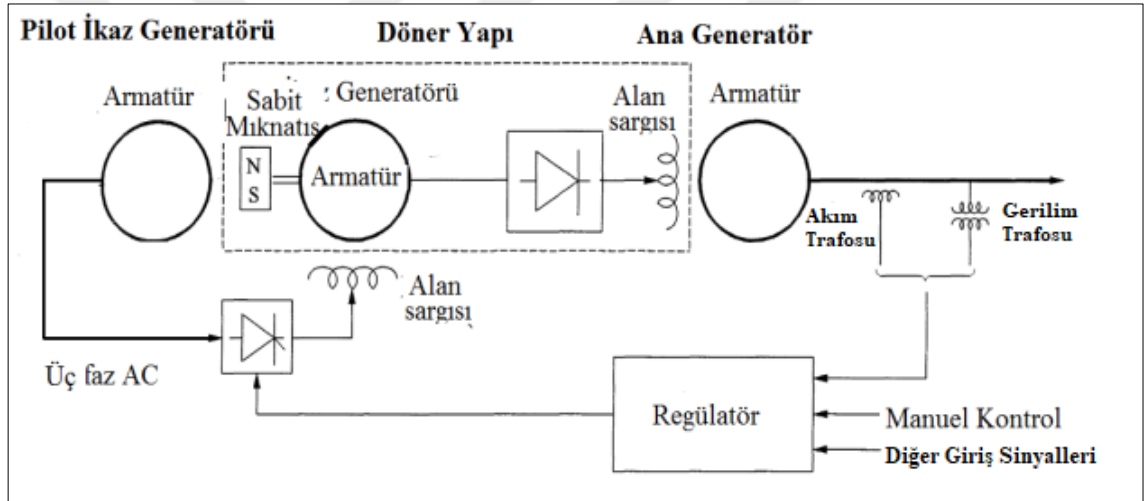 Pilot İkaz Generatörü
Döner Yapı
Ana Generatör
Armatür
Sabit
Mıknatıs
Generatörü
Armatür
Alan
sargısı
Armatür
N
S
Akım
Trafosu
Gerilim
Trafosu
Alan
sargısı
Üç faz AC
Regülatör
Manuel Kontrol
Diğer Giriş Sinyalleri